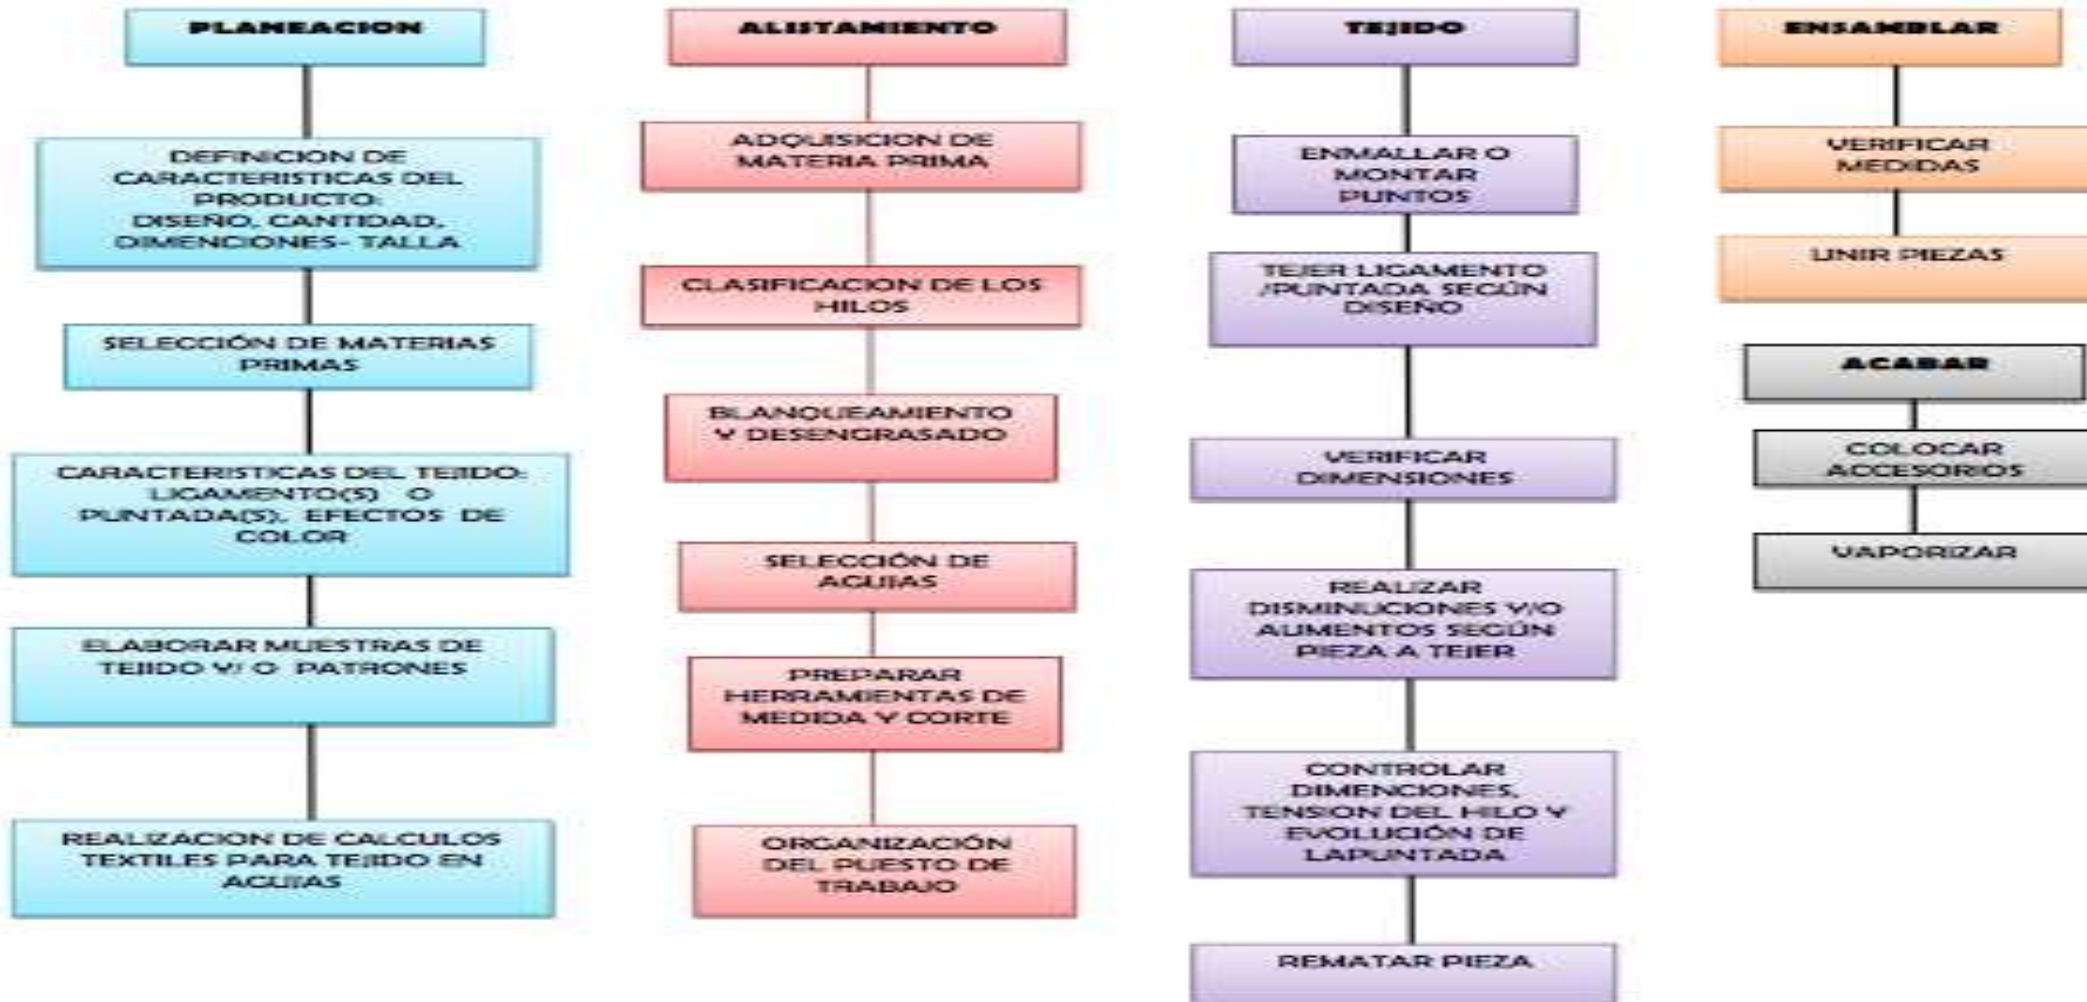 PLANEACION
DEFINICION DE
CARACTERISTICAS DEL
PRODUCTO:
DISEÑO, CANTIDAD,
DIMENCIONES- TALLA
SELECCIÓN DE MATERIAS
PRIMAS
CARACTERISTICAS DEL TEJIDO:
LIGAMENTO(S) O
PUNTADA(S), EFECTOS DE
COLOR
ELABORAR MUESTRAS DE
TEJIDO Y/ O PATRONES
REALIZACION DE CALCULOS
TEXTILES PARA TEJIDO EN
AGUJAS
ALISTAMIENTO
ADQUISICION DE
MATERIA PRIMA
CLASIFICACION DE LOS
HILOS
BLANQUEAMIENTO
Y DESENGRASADO
SELECCIÓN DE
AGUJAS
PREPARAR
HERRAMIENTAS DE
MEDIDA Y CORTE
ORGANIZACIÓN
DEL PUESTO DE
TRABAJO
TEJIDO
ENMALLAR O
MONTAR
PUNTOS
TEJER LIGAMENTO
/PUNTADA SEGÚN
DISEÑO
VERIFICAR
DIMENSIONES
REALIZAR
DISMINUCIONES Y/O
AUMENTOS SEGÚN
PIEZA A TEJER
CONTROLAR
DIMENCIONES,
TENSION DEL HILO Y
EVOLUCIÓN DE
LAPUNTADA
REMATAR PIEZA
ENSAMBLAR
VERIFICAR
MEDIDAS
UNIR PIEZAS
ACABAR
COLOCAR
ACCESORIOS
VAPORIZAR